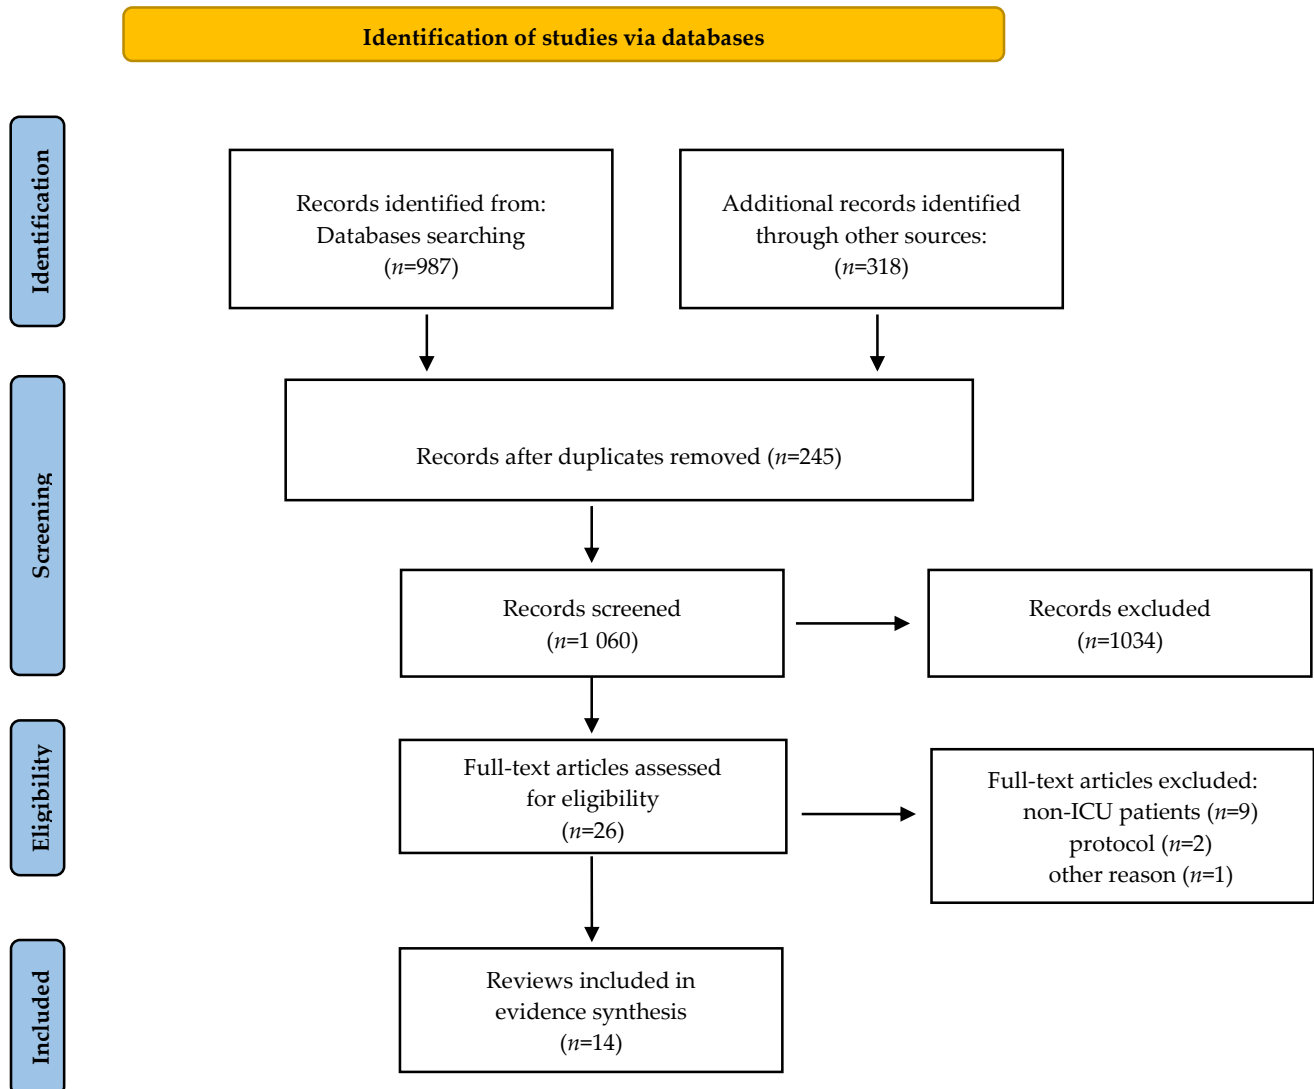 Identification of studies via databases
Identification
Records identified from:
Databases searching
(n=987)
Additional records identified
through other sources:
(n=318)
Screening
Records after duplicates removed (n=245)
Records screened
(n=1 060)
Records excluded
(n=1034)
Eligibility
Full-text articles assessed
for eligibility
(n=26)
Full-text articles excluded:
non-ICU patients (n=9)
protocol (n=2)
other reason (n=1)
Included
Reviews included in
evidence synthesis
(n=14)